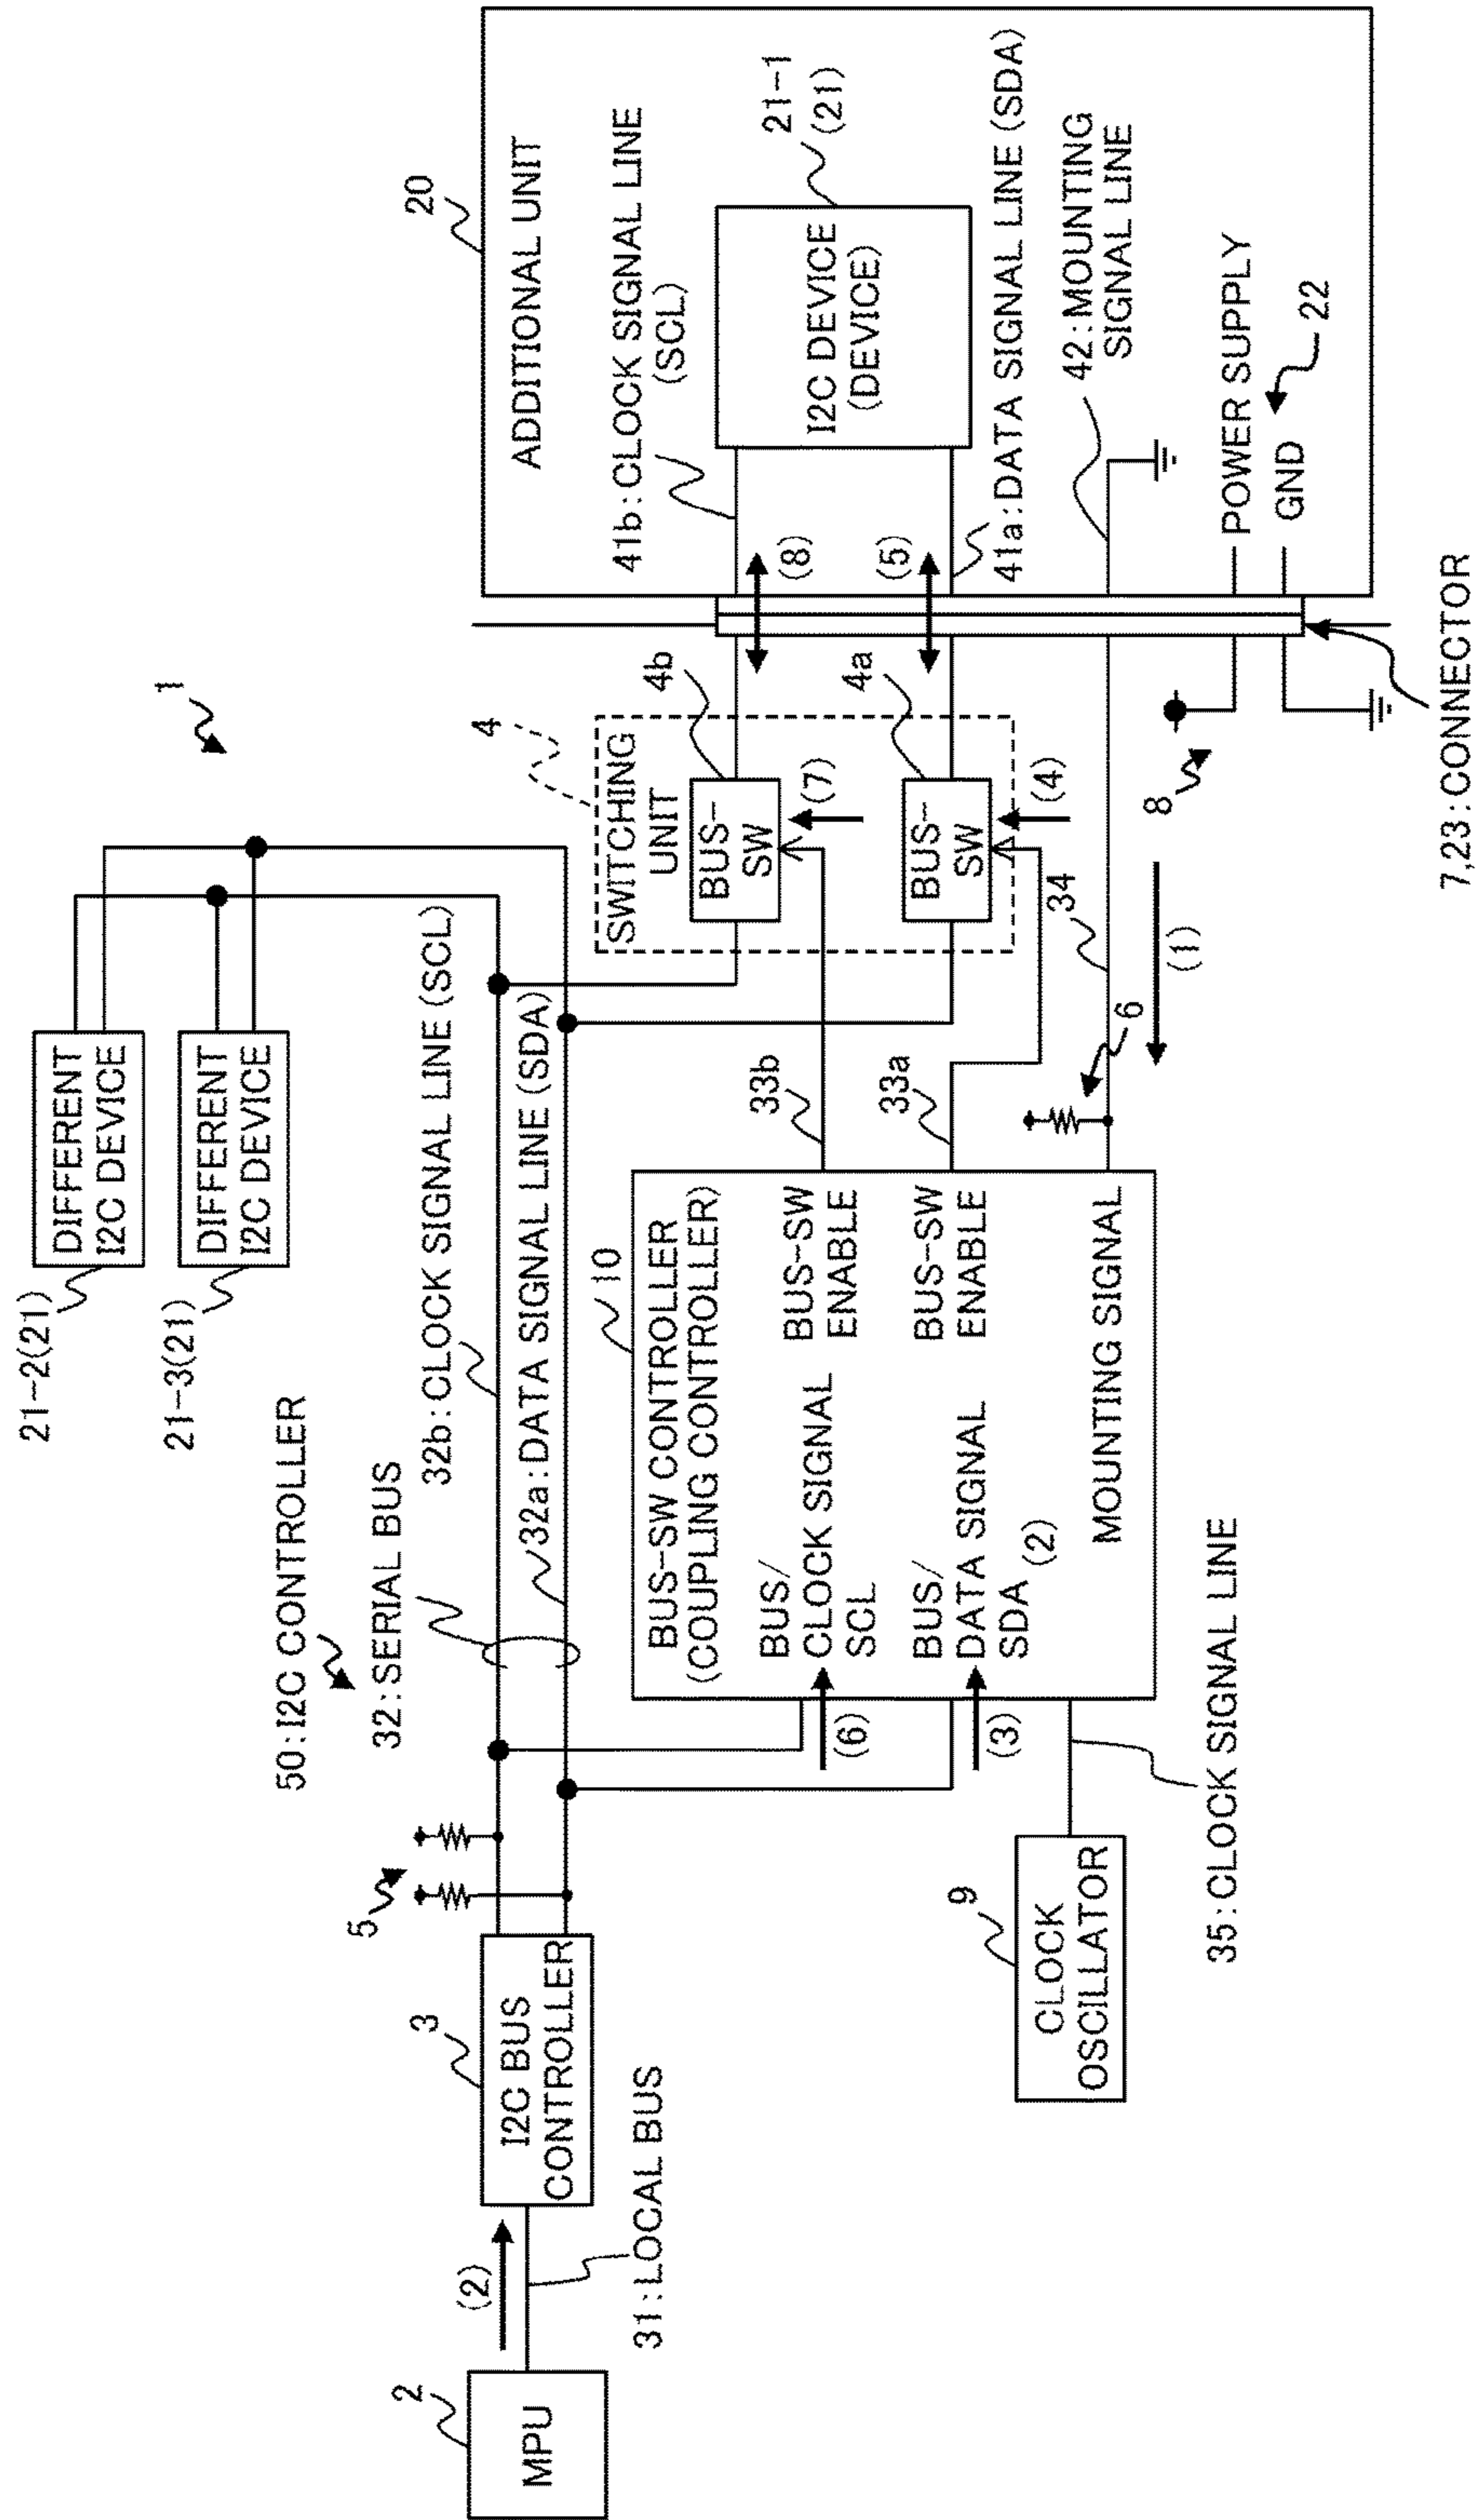 1
20
ADDITIONAL UNIT
21-2(21)
DIFFERENT
I2C DEVICE
21-3(21)
DIFFERENT
I2C DEVICE
50:I2C CONTROLLER
32:SERIAL BUS
32b:CLOCK SIGNAL LINE(SCL)
32a:DATA SIGNAL LINE(SDA)
2
MPU
(2)
31:LOCAL BUS
3
I2C BUS
CONTROLLER
5
4
SWITCHING
UNIT
4b
BUS-
SW
(7)
4a
BUS-
SW
(4)
41b:CLOCK SIGNAL LINE
(SCL)
(8)
(5)
I2C DEVICE
(DEVICE)
21-1
(21)
41a:DATA SIGNAL LINE(SDA)
42:MOUNTING
SIGNAL LINE
POWER SUPPLY
GND
22
10
BUS-SW CONTROLLER
(COUPLING CONTROLLER)
BUS/
CLOCK SIGNAL
SCL
BUS-SW
ENABLE
BUS/
DATA SIGNAL
SDA
(2)
BUS-SW
ENABLE
MOUNTING SIGNAL
(6)
(3)
33b
33a
34
6
(1)
8
9
CLOCK
OSCILLATOR
35:CLOCK SIGNAL LINE
7,23:CONNECTOR